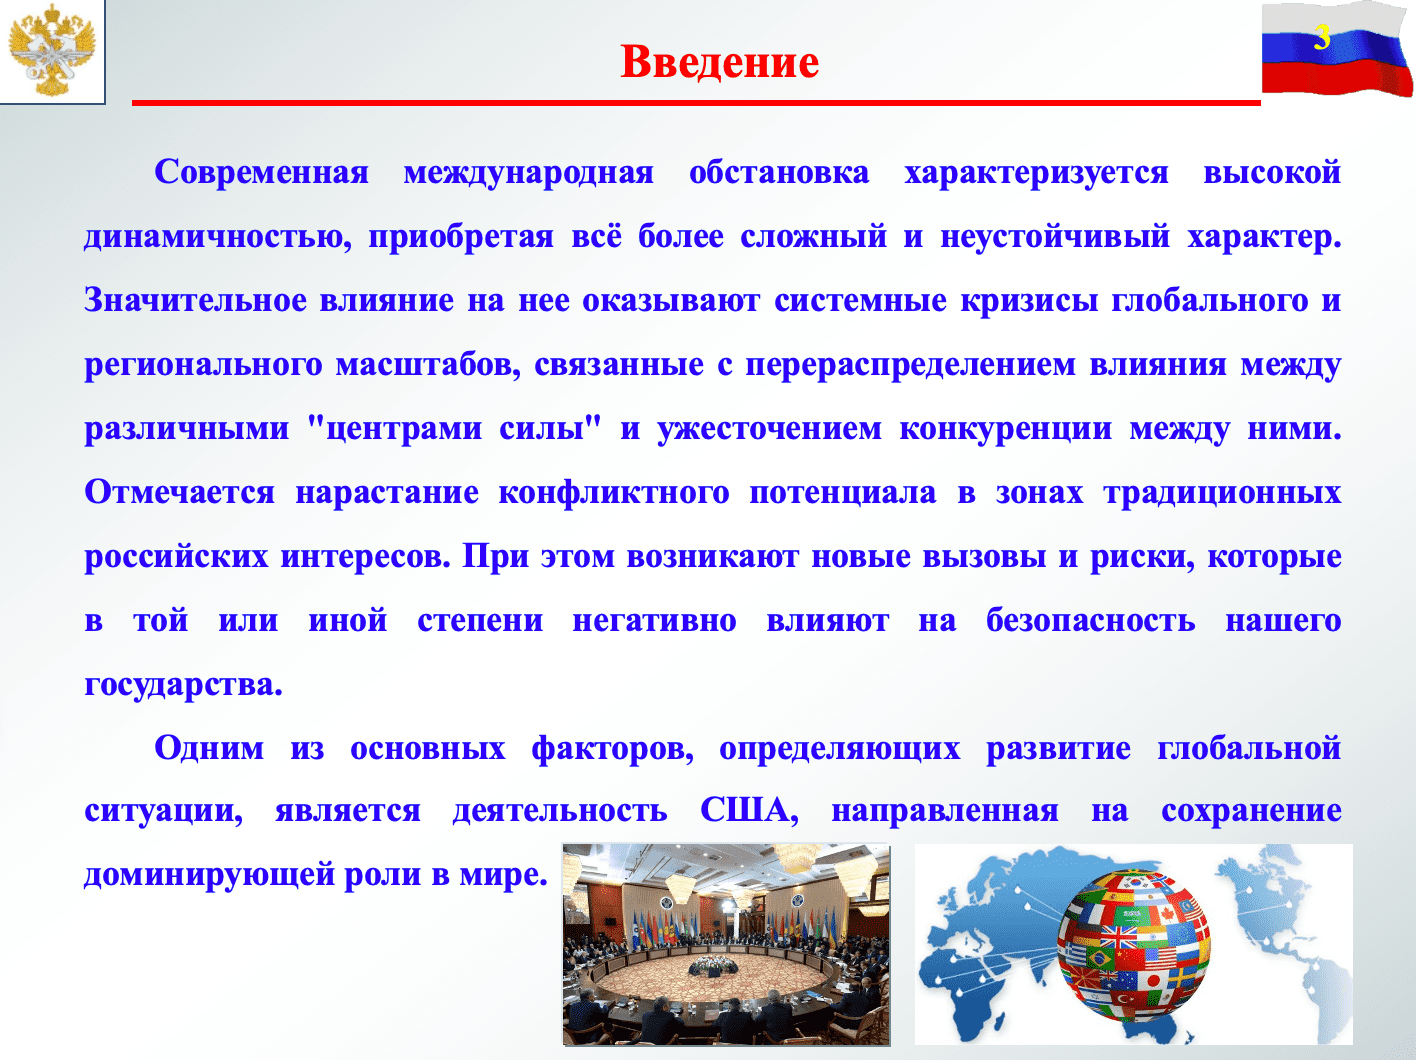 Введение
3
Современная международная обстановка характеризуется высокой
динамичностью, приобретая всё более сложный и неустойчивый характер.
Значительное влияние на нее оказывают системные кризисы глобального и
регионального масштабов, связанные с перераспределением влияния между
различными "центрами силы" и ужесточением конкуренции между ними.
Отмечается нарастание конфликтного потенциала в зонах традиционных
российских интересов. При этом возникают новые вызовы и риски, которые
в той или иной степени негативно влияют на безопасность нашего
государства.
Одним из основных факторов, определяющих развитие глобальной
ситуации, является деятельность США, направленная на сохранение
доминирующей роли в мире.